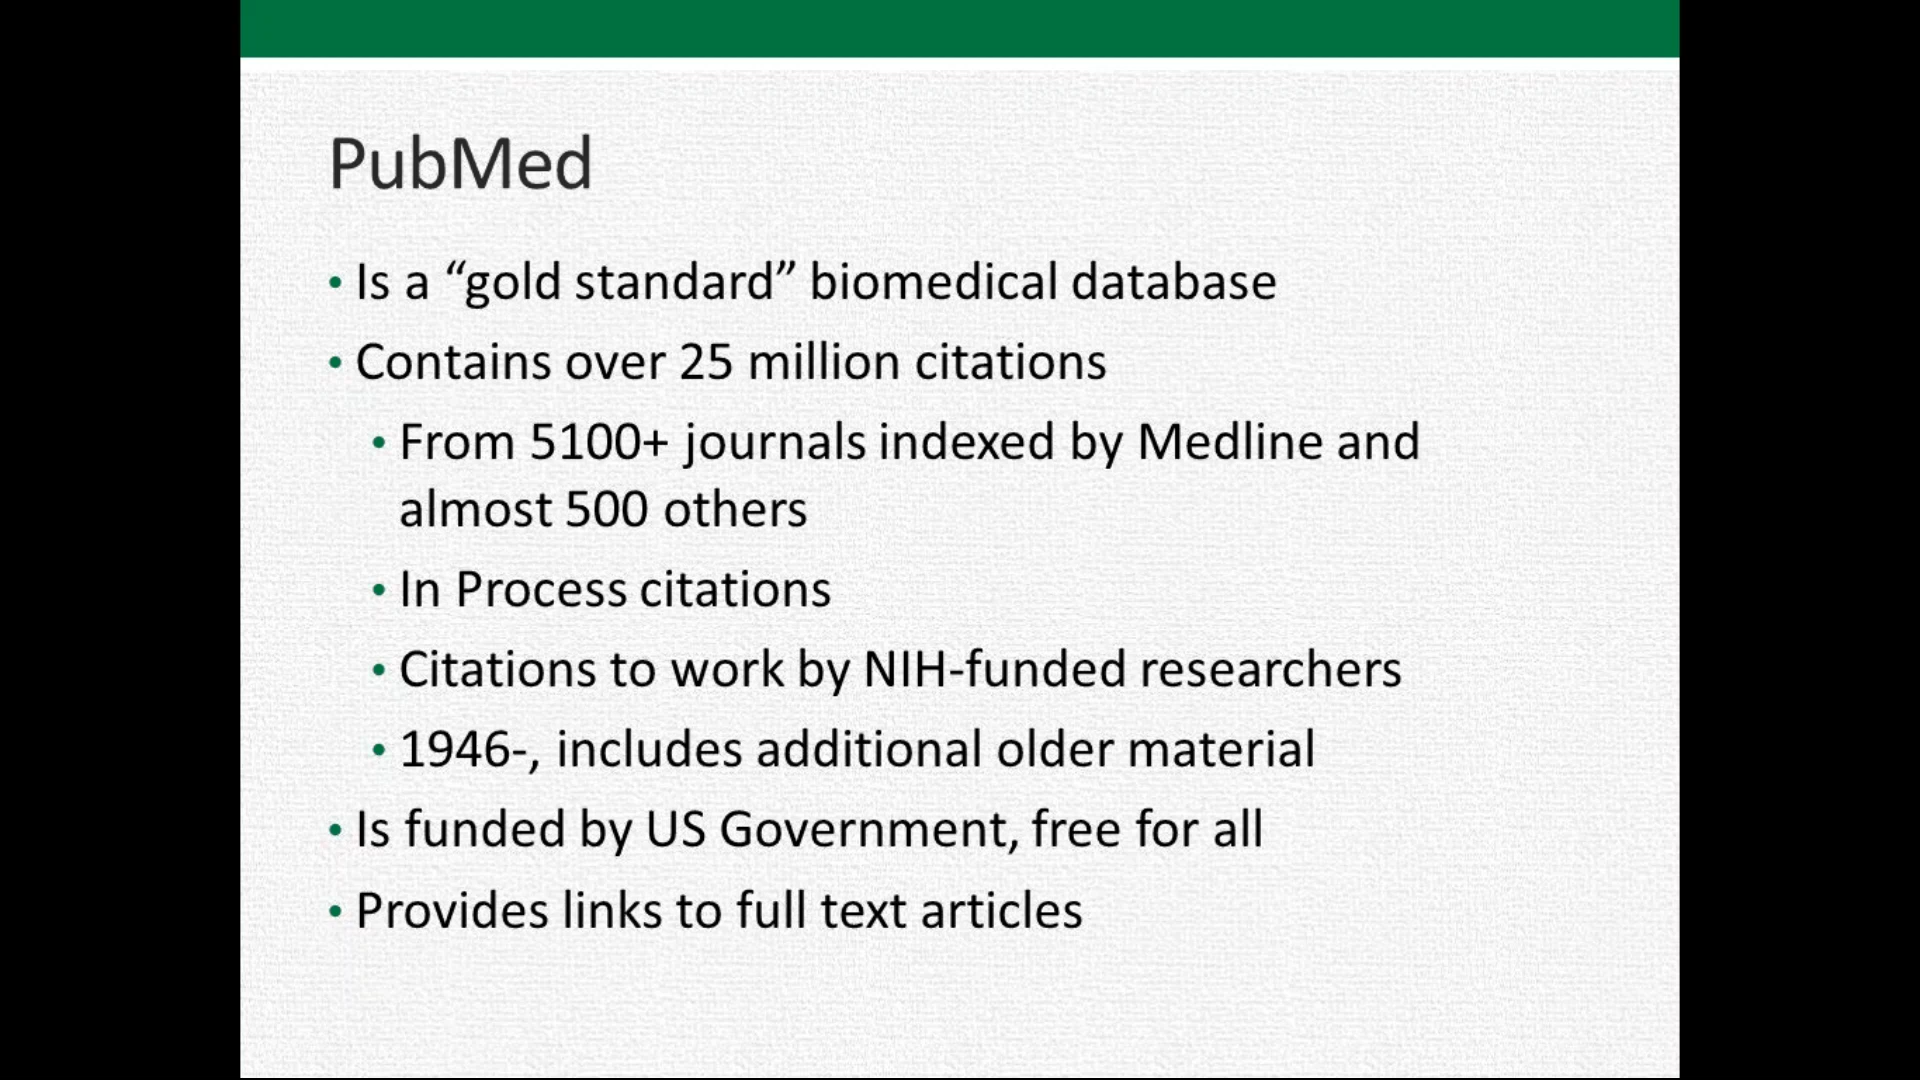 PubMed
• Is a “gold standard” biomedical database
• Contains over 25 million citations
• From 5100+ journals indexed by Medline and
almost 500 others
• In Process citations
• Citations to work by NIH-funded researchers
• 1946-, includes additional older material
• Is funded by US Government, free for all
• Provides links to full text articles